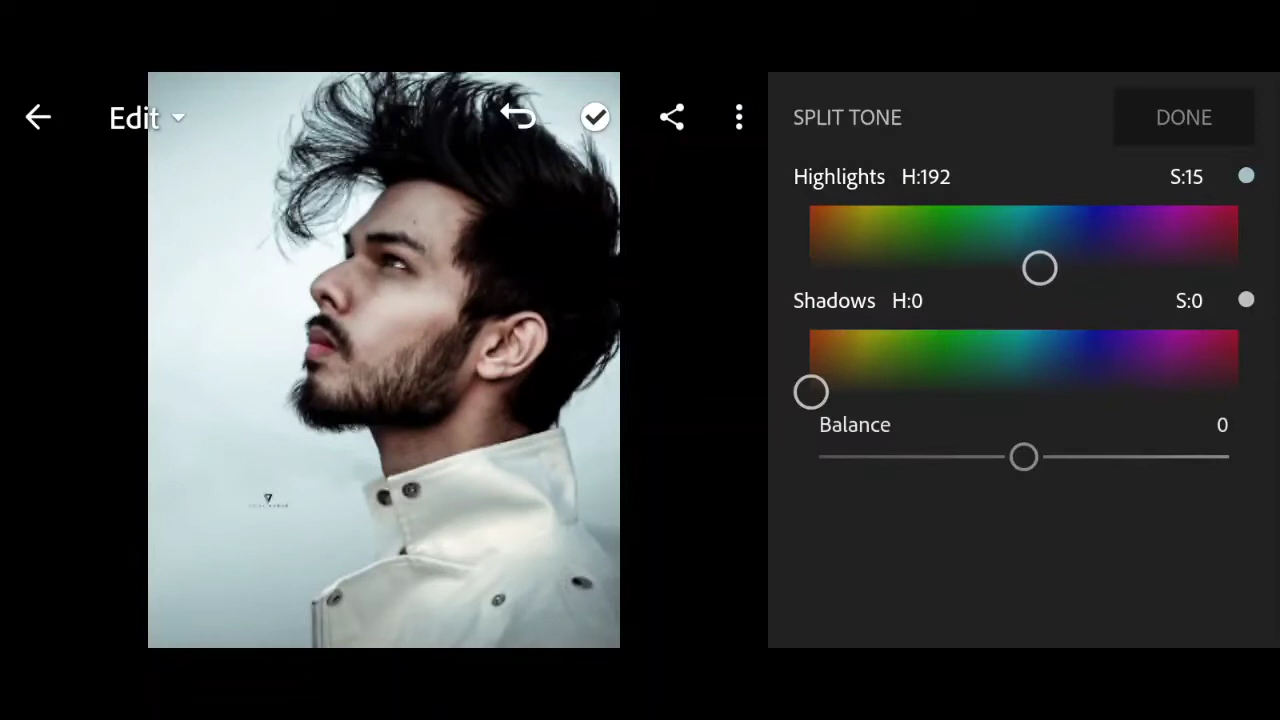 Edit
SPLIT TONE
DONE
Highlights H:192 S:15
Shadows H:0 S:0
Balance 0